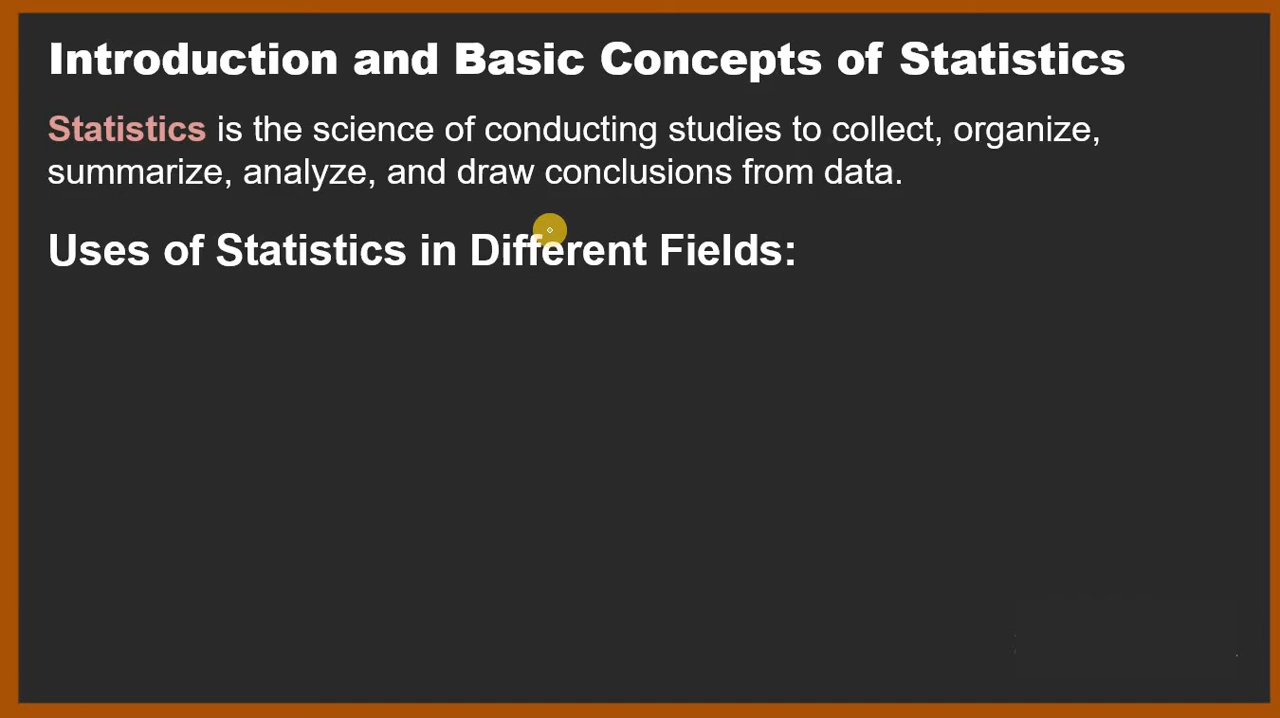 Introduction and Basic Concepts of Statistics
Statistics is the science of conducting studies to collect, organize,
summarize, analyze, and draw conclusions from data.
Uses of Statistics in Different Fields: